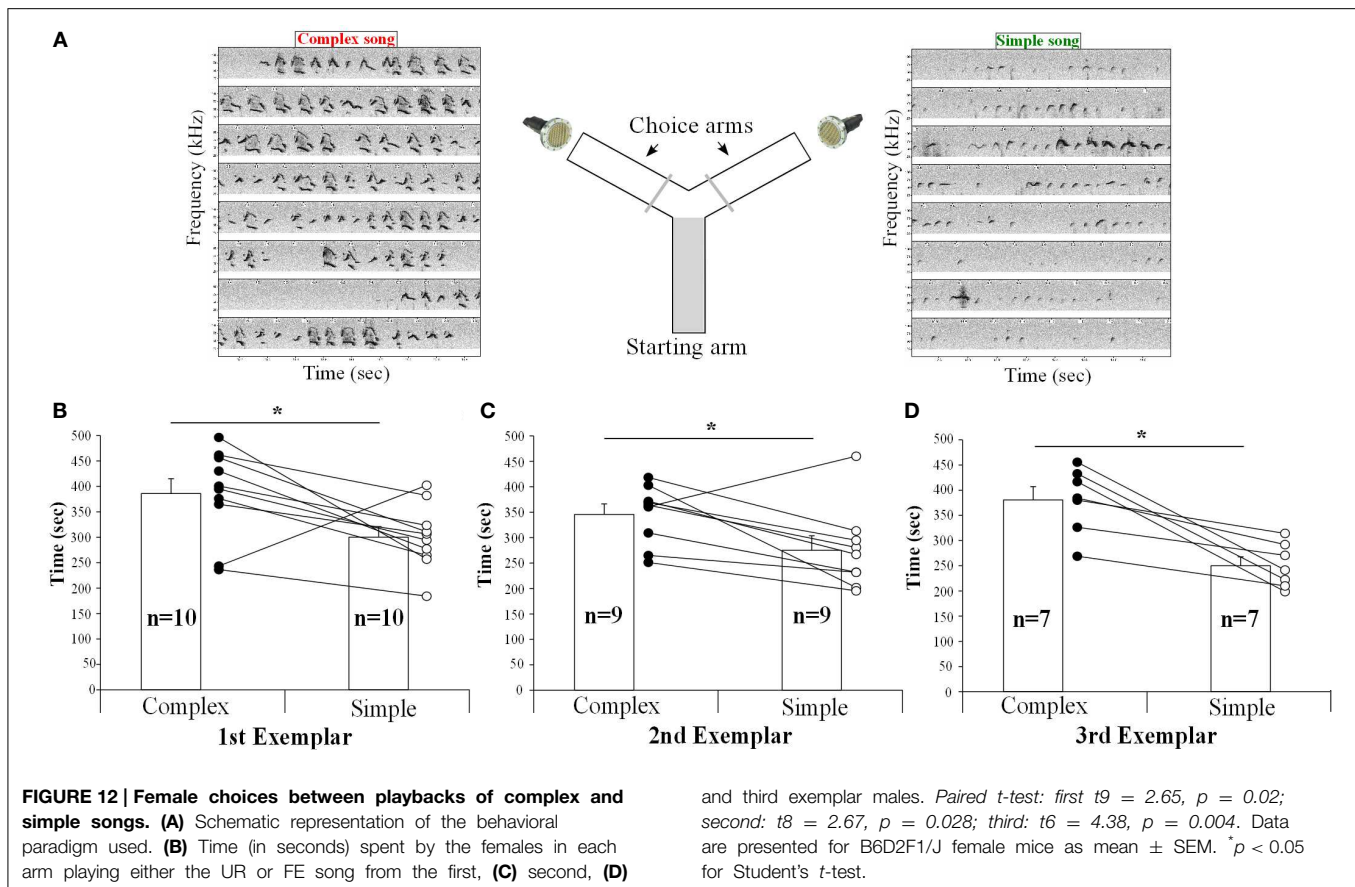 A
Complex song
Simple song
Frequency (kHz)
Time (sec)
Choice arms
Starting arm
Frequency (kHz)
Time (sec)
B
*
Time (sec)
500
450
400
350
300
250
200
150
100
50
0
n=10
n=10
Complex
Simple
1st Exemplar
C
*
Time (sec)
500
450
400
350
300
250
200
150
100
50
0
n=9
n=9
Complex
Simple
2nd Exemplar
D
*
Time (sec)
500
450
400
350
300
250
200
150
100
50
0
n=7
n=7
Complex
Simple
3rd Exemplar
FIGURE 12 | Female choices between playbacks of complex and
simple songs. (A) Schematic representation of the behavioral
paradigm used. (B) Time (in seconds) spent by the females in each
arm playing either the UR or FE song from the first, (C) second, (D)
and third exemplar males. Paired t-test: first t9 = 2.65, p = 0.02;
second: t8 = 2.67, p = 0.028; third: t6 = 4.38, p = 0.004. Data
are presented for B6D2F1/J female mice as mean ± SEM. *p < 0.05
for Student's t-test.